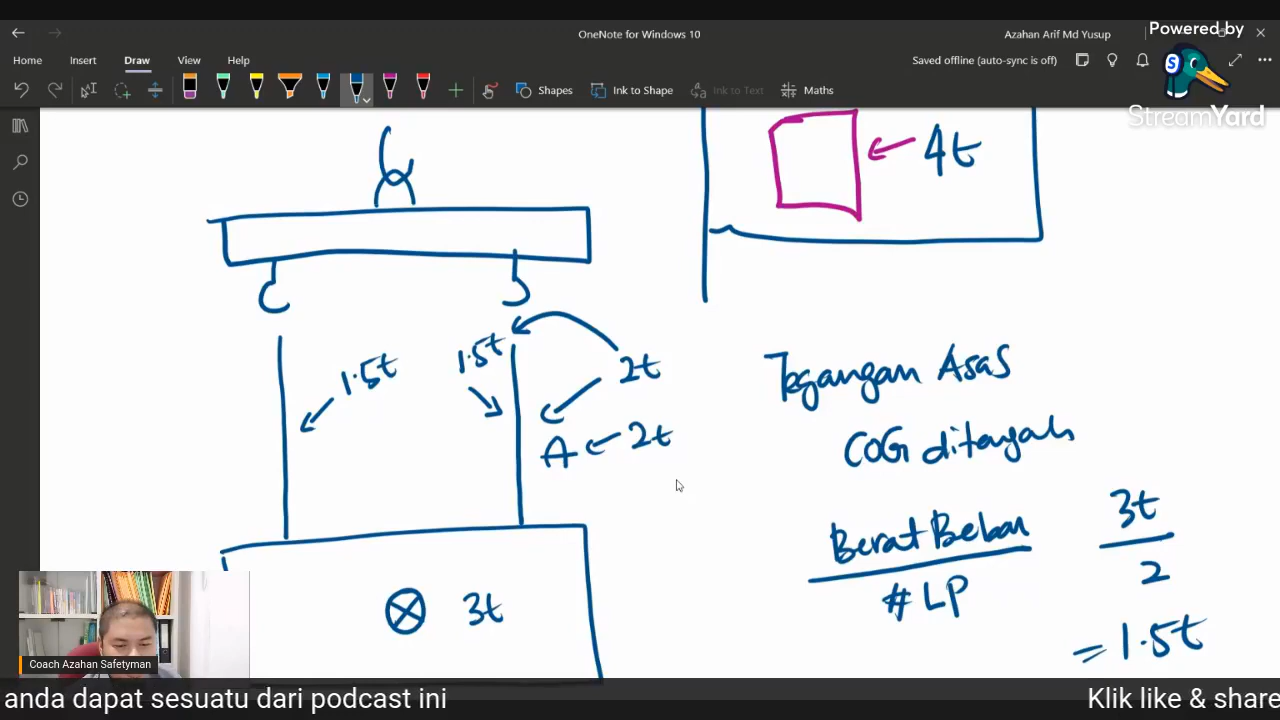 OneNote for Windows 10
Azahan Arif Md Yusup
Powered by
StreamYard
Home Insert Draw View Help
Saved offline (auto-sync is off)
Shapes
Ink to Shape
Ink to Text
Maths
4t
1.5t
1.5t
2t
A ← 2t
3t
Tegangan Asas
COG ditengah
Berat Beban
# LP
3t
2
= 1.5t
Coach Azahan Safetyman
anda dapat sesuatu dari podcast ini
Klik like & share